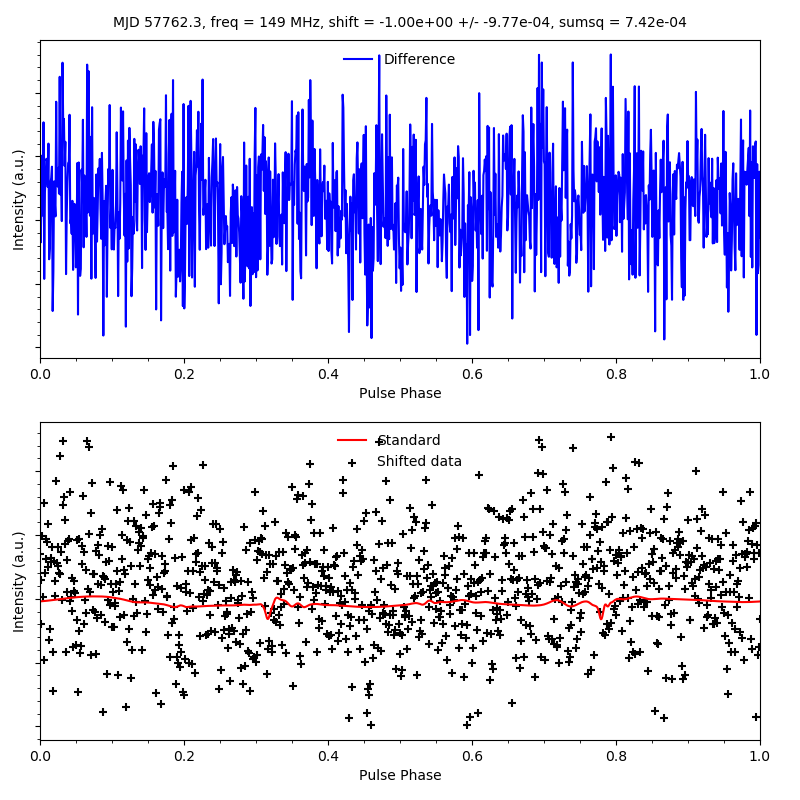 MJD 57762.3, freq = 149 MHz, shift = -1.00e+00 +/- -9.77e-04, sumsq = 7.42e-04
Difference
Intensity (a.u.)
0.0 0.2 0.4 0.6 0.8 1.0
Pulse Phase
Standard
Shifted data
Intensity (a.u.)
0.0 0.2 0.4 0.6 0.8 1.0
Pulse Phase